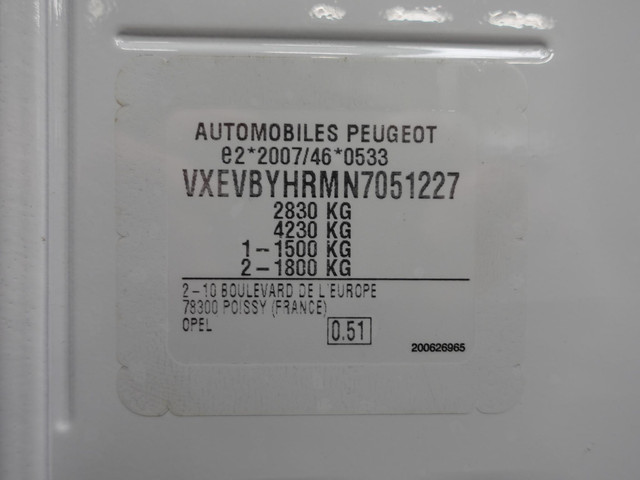 AUTOMOBILES PEUGEOT
e2*2007/46*0533
VXEVBYHRMN7051227
2830 KG
4230 KG
1-1500 KG
2-1800 KG
2-10 BOULEVARD DE L'EUROPE
78300 POISSY (FRANCE)
OPEL 0.51
200626965